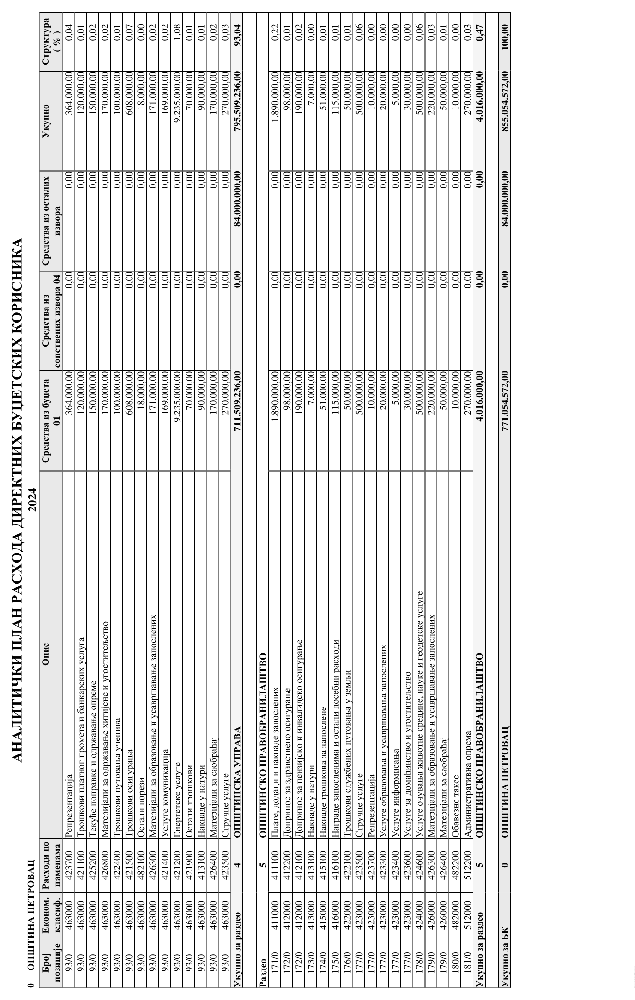 АНАЛИТИЧКИ ПЛАН РАСХОДА ДИРЕКТНИХ БУЏЕТСКИХ КОРИСНИКА
2024
0 ОПШТИНА ПЕТРОВАЦ
Број позиције Економ. класиф. Расходи по наменама Опис Средства из буџета 01 Средства из сопствених извора 04 Средства из осталих извора Укупно Структура ( % )
93/0 463000 423700 Репрезентација 364.000,00 0,00 0,00 364.000,00 0,04
93/0 463000 421100 Трошкови платног промета и банкарских услуга 120.000,00 0,00 0,00 120.000,00 0,01
93/0 463000 425200 Текуће поправке и одржавање опреме 150.000,00 0,00 0,00 150.000,00 0,02
93/0 463000 426800 Материјали за одржавање хигијене и угоститељство 170.000,00 0,00 0,00 170.000,00 0,02
93/0 463000 422400 Трошкови путовања ученика 100.000,00 0,00 0,00 100.000,00 0,01
93/0 463000 421500 Трошкови осигурања 608.000,00 0,00 0,00 608.000,00 0,07
93/0 463000 482100 Остали порези 18.000,00 0,00 0,00 18.000,00 0,00
93/0 463000 426300 Материјали за образовање и усавршавање запослених 171.000,00 0,00 0,00 171.000,00 0,02
93/0 463000 421400 Услуге комуникација 169.000,00 0,00 0,00 169.000,00 0,02
93/0 463000 421200 Енергетске услуге 9.235.000,00 0,00 0,00 9.235.000,00 1,08
93/0 463000 421900 Остали трошкови 70.000,00 0,00 0,00 70.000,00 0,01
93/0 463000 413100 Накнаде у натури 90.000,00 0,00 0,00 90.000,00 0,01
93/0 463000 426400 Материјали за саобраћај 170.000,00 0,00 0,00 170.000,00 0,02
93/0 463000 423500 Стручне услуге 270.000,00 0,00 0,00 270.000,00 0,03
Укупно за раздео 4 ОПШТИНСКА УПРАВА 711.509.236,00 0,00 84.000.000,00 795.509.236,00 93,04
Раздео 5 ОПШТИНСКО ПРАВОБРАНИЛАШТВО
171/0 411000 411100 Плате, додаци и накнаде запослених 1.890.000,00 0,00 0,00 1.890.000,00 0,22
172/0 412000 412200 Допринос за здравствено осигурање 98.000,00 0,00 0,00 98.000,00 0,01
172/0 412000 412100 Допринос за пензијско и инвалидско осигурање 190.000,00 0,00 0,00 190.000,00 0,02
173/0 413000 413100 Накнаде у натури 7.000,00 0,00 0,00 7.000,00 0,00
174/0 415000 415100 Накнаде трошкова за запослене 51.000,00 0,00 0,00 51.000,00 0,01
175/0 416000 416100 Награде запосленима и остали посебни расходи 115.000,00 0,00 0,00 115.000,00 0,01
176/0 422000 422100 Трошкови службених путовања у земљи 50.000,00 0,00 0,00 50.000,00 0,01
177/0 423000 423500 Стручне услуге 500.000,00 0,00 0,00 500.000,00 0,06
177/0 423000 423700 Репрезентација 10.000,00 0,00 0,00 10.000,00 0,00
177/0 423000 423300 Услуге образовања и усавршавања запослених 20.000,00 0,00 0,00 20.000,00 0,00
177/0 423000 423400 Услуге информисања 5.000,00 0,00 0,00 5.000,00 0,00
177/0 423000 423600 Услуге за домаћинство и угоститељство 30.000,00 0,00 0,00 30.000,00 0,00
178/0 424000 424600 Услуге очувања животне средине, науке и геодетске услуге 500.000,00 0,00 0,00 500.000,00 0,06
179/0 426000 426300 Материјали за образовање и усавршавање запослених 220.000,00 0,00 0,00 220.000,00 0,03
179/0 426000 426400 Материјали за саобраћај 50.000,00 0,00 0,00 50.000,00 0,01
180/0 482000 482200 Обавезне таксе 10.000,00 0,00 0,00 10.000,00 0,00
181/0 512000 512200 Административна опрема 270.000,00 0,00 0,00 270.000,00 0,03
Укупно за раздео 5 ОПШТИНСКО ПРАВОБРАНИЛАШТВО 4.016.000,00 0,00 0,00 4.016.000,00 0,47
Укупно за БК 0 ОПШТИНА ПЕТРОВАЦ 771.054.572,00 0,00 84.000.000,00 855.054.572,00 100,00